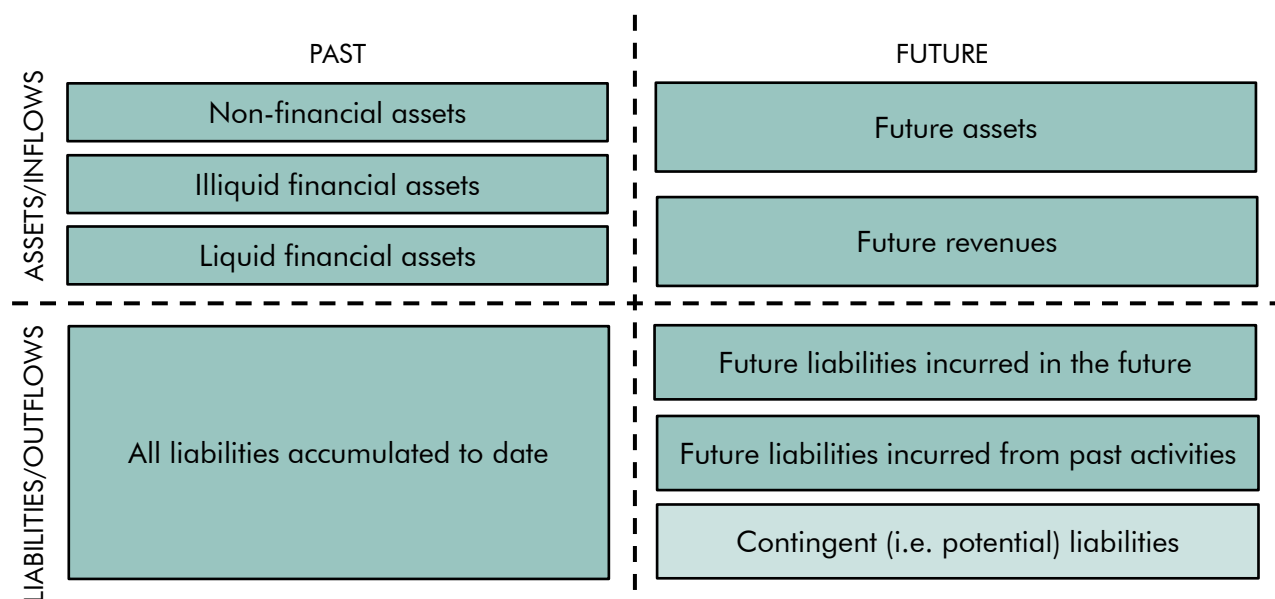 PAST
FUTURE
ASSETS/INFLOWS
Non-financial assets
Illiquid financial assets
Liquid financial assets
Future assets
Future revenues
LIABILITIES/OUTFLOWS
All liabilities accumulated to date
Future liabilities incurred in the future
Future liabilities incurred from past activities
Contingent (i.e. potential) liabilities